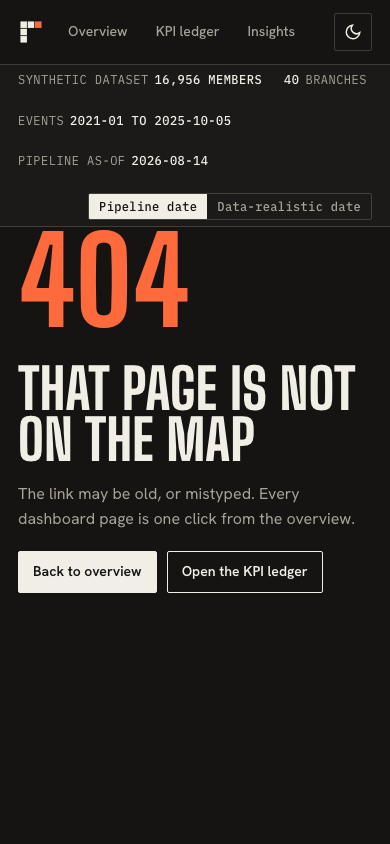 Overview KPI ledger Insights
SYNTHETIC DATASET 16,956 MEMBERS 40 BRANCHES
EVENTS 2021-01 TO 2025-10-05
PIPELINE AS-OF 2026-08-14
Pipeline date Data-realistic date
404
THAT PAGE IS NOT
ON THE MAP
The link may be old, or mistyped. Every
dashboard page is one click from the overview.
Back to overview Open the KPI ledger